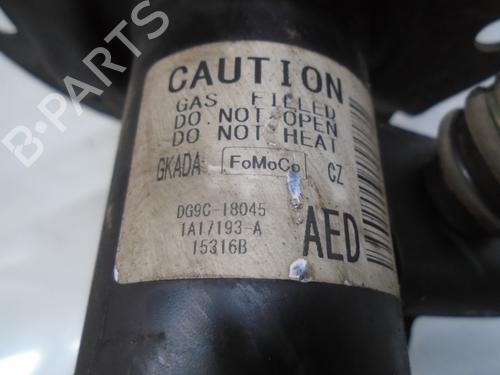 CAUTION
GAS FILLED
DO NOT OPEN
DO NOT HEAT
GKADA FoMoCo CZ
DG9C-18045
1A17193-A
15316B
AED
B-PARTS